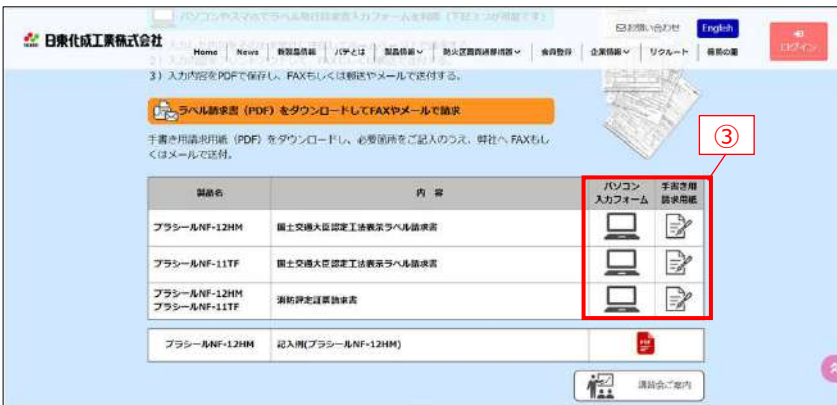 パソコンやスマホでラベル発行請求書入力フォームを利用（下記3つが可能です）
日東化成工業株式会社
お問い合わせ
English
ログイン
Home
News
新製品情報
パテとは
製品情報
防火区画貫通部措置
会員登録
企業情報
リクルート
3）入力内容をPDFで保存し、FAXもしくは郵送やメールで送付する。
ラベル請求書（PDF）をダウンロードしてFAXやメールで請求
手書き用請求用紙（PDF）をダウンロードし、必要箇所をご記入のうえ、弊社へ FAXもし
くはメールで送付。
③
製品名
内 容
パソコン
入力フォーム
手書き用
請求用紙
プラシールNF-12HM
国土交通大臣認定工法表示ラベル請求書
プラシールNF-11TF
国土交通大臣認定工法表示ラベル請求書
プラシールNF-12HM
プラシールNF-11TF
消防評定証票請求書
プラシールNF-12HM
記入例(プラシールNF-12HM)
PDF
講習会ご案内